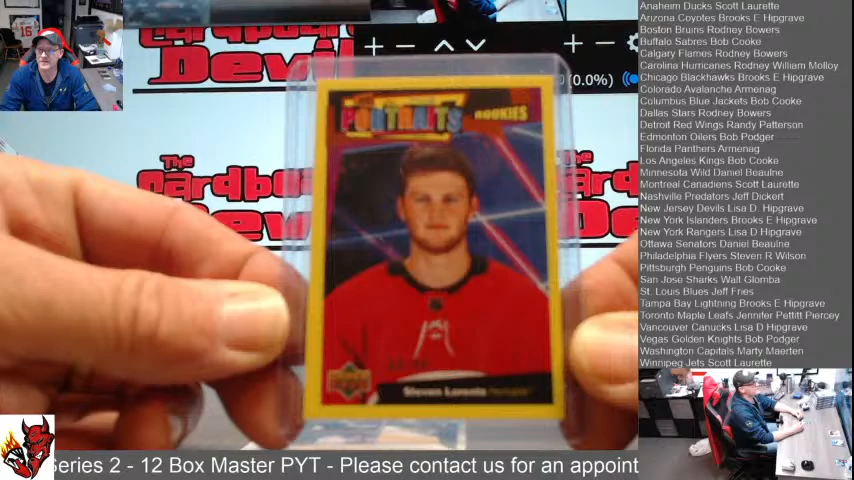 Cardboard
Devil
(0.0%)
PORTRAITS
ROOKIES
The
The
Cardbo
Devil
Devil
16
Steven Lorentz
Anaheim Ducks Scott Laurette
Arizona Coyotes Brooks E Hipgrave
Boston Bruins Rodney Bowers
Buffalo Sabres Bob Cooke
Calgary Flames Rodney Bowers
Carolina Hurricanes Rodney William Molloy
Chicago Blackhawks Brooks E Hipgrave
Colorado Avalanche Armenag
Columbus Blue Jackets Bob Cooke
Dallas Stars Rodney Bowers
Detroit Red Wings Randy Patterson
Edmonton Oilers Bob Podger
Florida Panthers Armenag
Los Angeles Kings Bob Cooke
Minnesota Wild Daniel Beaulne
Montreal Canadiens Scott Laurette
Nashville Predators Jeff Dickert
New Jersey Devils Lisa D. Hipgrave
New York Islanders Brooks E Hipgrave
New York Rangers Lisa D Hipgrave
Ottawa Senators Daniel Beaulne
Philadelphia Flyers Steven R Wilson
Pittsburgh Penguins Bob Cooke
San Jose Sharks Walt Glomba
St. Louis Blues Jeff Fries
Tampa Bay Lightning Brooks E Hipgrave
Toronto Maple Leafs Jennifer Pettitt Piercey
Vancouver Canucks Lisa D Hipgrave
Vegas Golden Knights Bob Podger
Washington Capitals Marty Maerten
Winnipeg Jets Scott Laurette
Series 2 - 12 Box Master PYT - Please contact us for an appoint